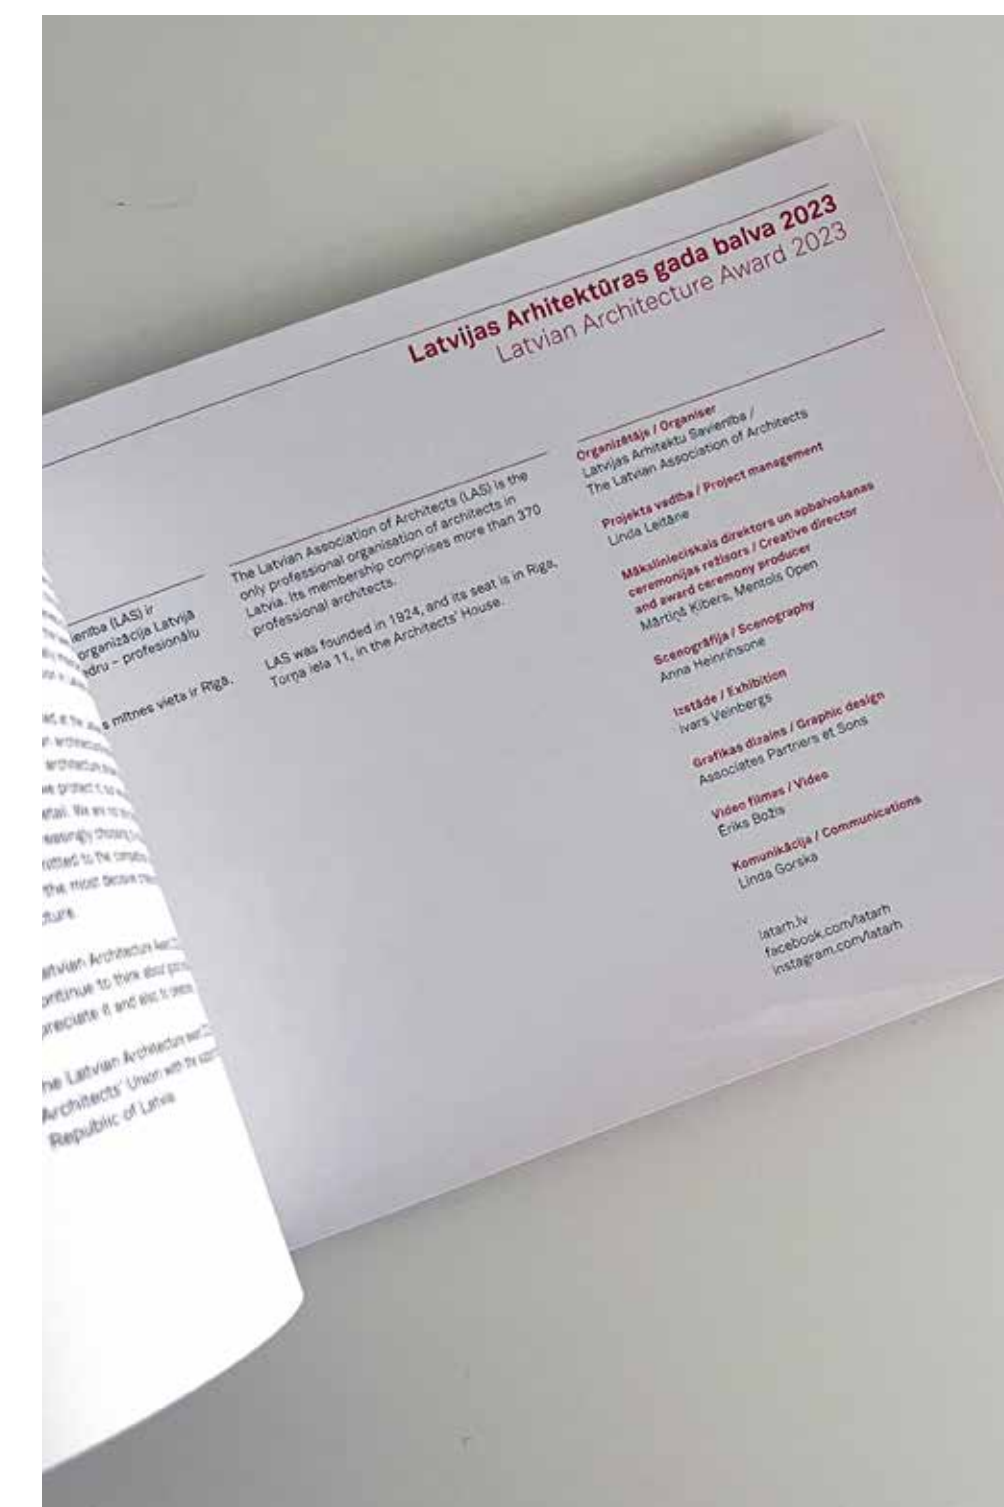 Latvijas Arhitektūras gada balva 2023
Latvian Architecture Award 2023
(LAS) ir
organizācija Latvijā
– profesionālu
mītnes vieta ir Rīgā,
The Latvian Association of Architects (LAS) is the
only professional organisation of architects in
Latvia. Its membership comprises more than 370
professional architects.
LAS was founded in 1924, and its seat is in Riga,
Torņa iela 11, in the Architects' House.
Organizētājs / Organiser
Latvijas Arhitektu Savienība /
The Latvian Association of Architects
Projekta vadība / Project management
Linda Leitāne
Mākslinieciskais direktors un apbalvošanas
ceremonijas režisors / Creative director
and award ceremony producer
Mārtiņš Ķibers, Mentols Open
Scenogrāfija / Scenography
Anna Heinrihsone
Izstāde / Exhibition
Ivars Veinbergs
Grafikas dizains / Graphic design
Associates Partners et Sons
Video filmas / Video
Ēriks Božis
Komunikācija / Communications
Linda Gorska
latarh.lv
facebook.com/latarh
instagram.com/latarh
the most
Latvian Architecture
continue to think about
appreciate it and also
The Latvian Architecture
Architects' Union with the
Republic of Latvia